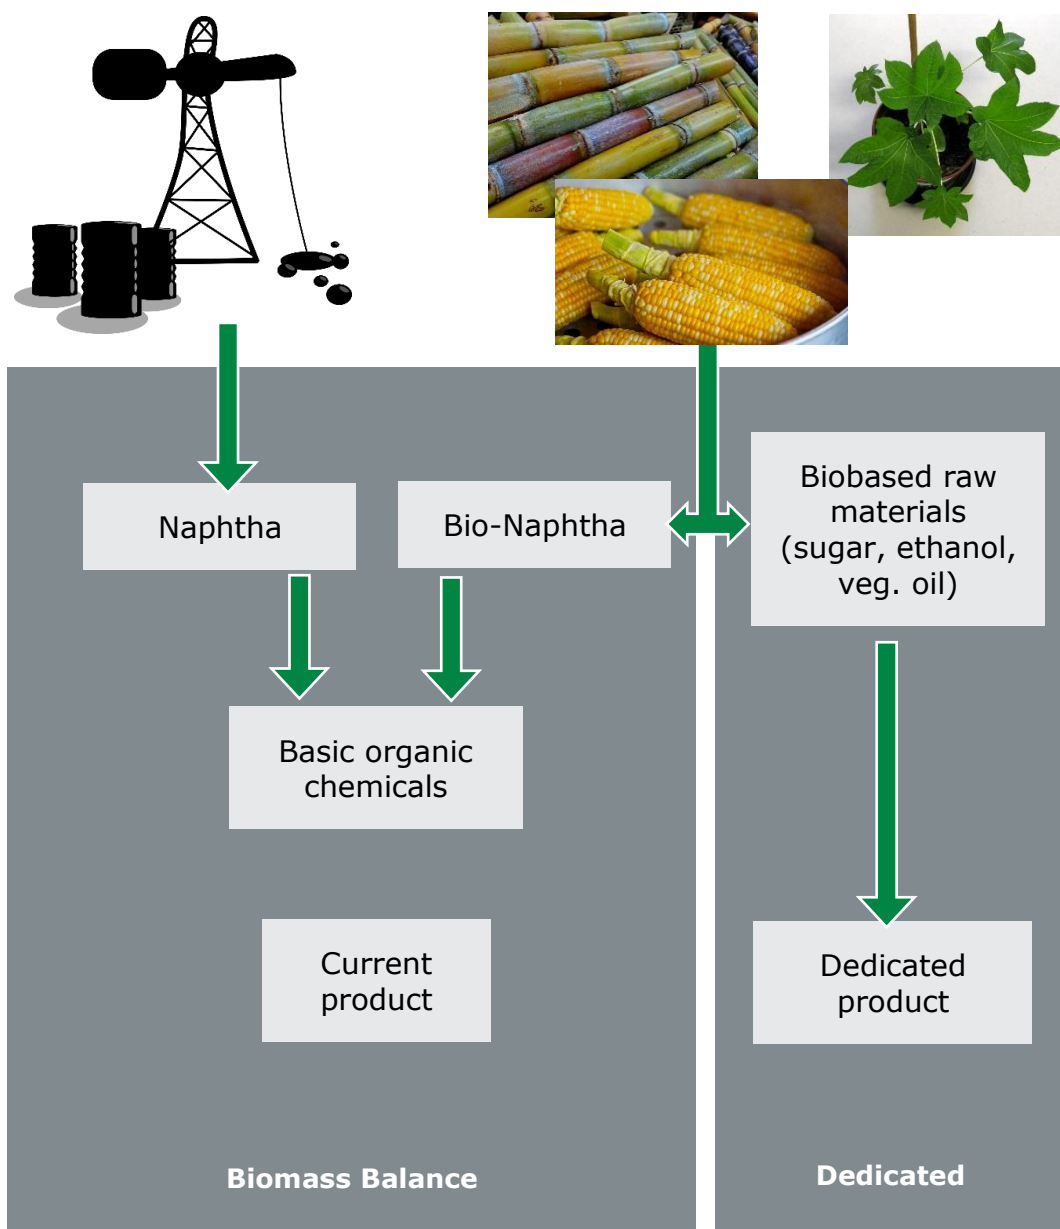 Naphtha
Bio-Naphtha
Biobased raw
materials
(sugar, ethanol,
veg. oil)
Basic organic
chemicals
Current
product
Dedicated
product
Biomass Balance
Dedicated